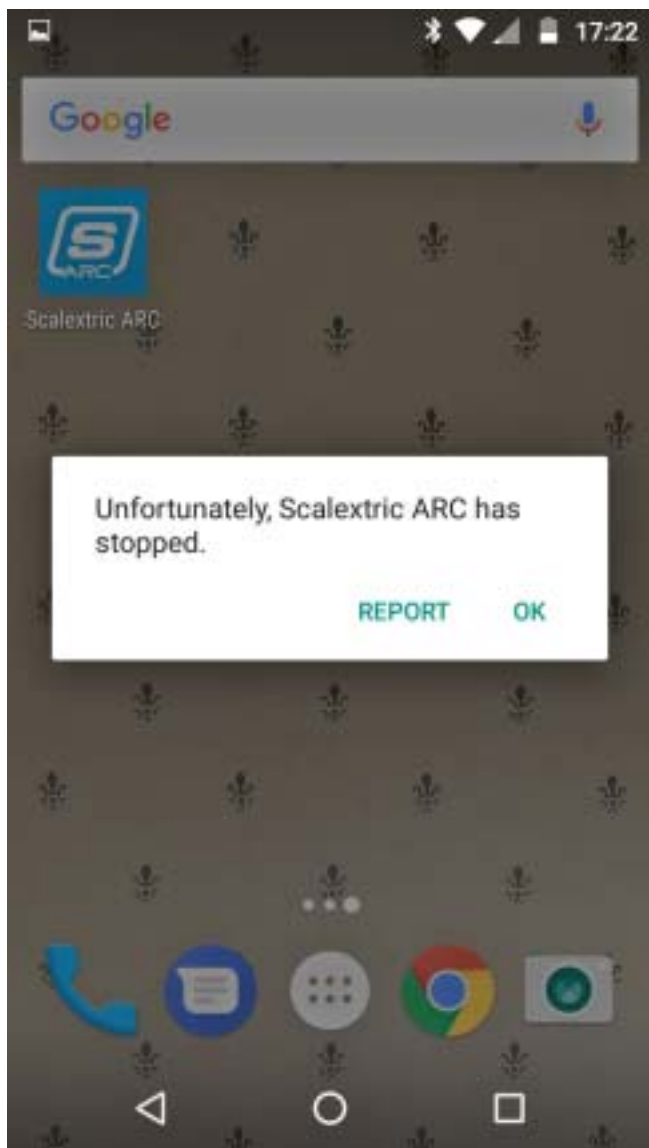 17:22
Google
S
ARC
Scalextric ARC
Unfortunately, Scalextric ARC has
stopped.
REPORT
OK